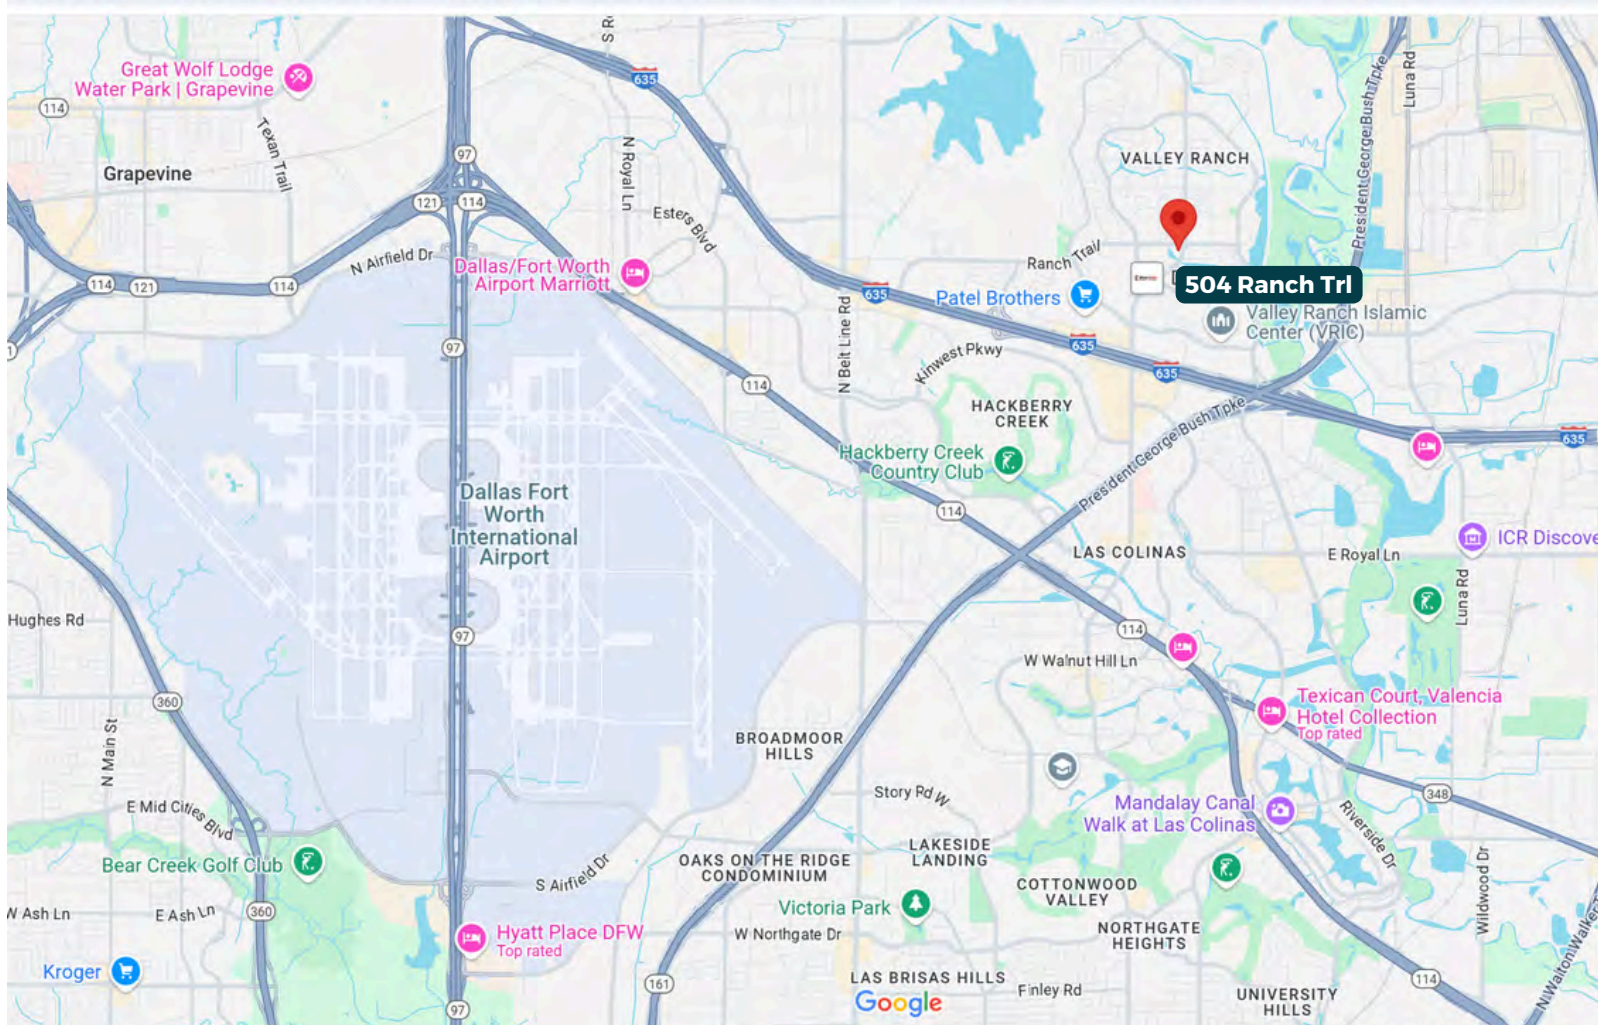 S R
635
Great Wolf Lodge
Water Park | Grapevine
114
Texan Trail
Grapevine
97
121
114
N Royal Ln
Esters Blvd
President George Bush Tpke
Luna Rd
VALLEY RANCH
Ranch Trail
N Airfield Dr
Dallas/Fort Worth
Airport Marriott
114
121
114
635
Patel Brothers
504 Ranch Trl
Valley Ranch Islamic
Center (VRIC)
N Belt Line Rd
97
Kinwest Pkwy
635
635
114
HACKBERRY
CREEK
President George Bush Tpke
635
Hackberry Creek
Country Club
Dallas Fort
Worth
International
Airport
114
LAS COLINAS
E Royal Ln
ICR Discove
Luna Rd
Hughes Rd
97
114
W Walnut Hill Ln
360
Texican Court, Valencia
Hotel Collection
Top rated
N Main St
BROADMOOR
HILLS
Story Rd W
348
Mandalay Canal
Walk at Las Colinas
Riverside Dr
E Mid Cities Blvd
Bear Creek Golf Club
S Airfield Dr
OAKS ON THE RIDGE
CONDOMINIUM
LAKESIDE
LANDING
COTTONWOOD
VALLEY
Wildwood Dr
W Ash Ln
E Ash Ln
360
Victoria Park
W Northgate Dr
NORTHGATE
HEIGHTS
Hyatt Place DFW
Top rated
N Walton Walker
Kroger
161
LAS BRISAS HILLS
Google
Finley Rd
114
UNIVERSITY
HILLS
97